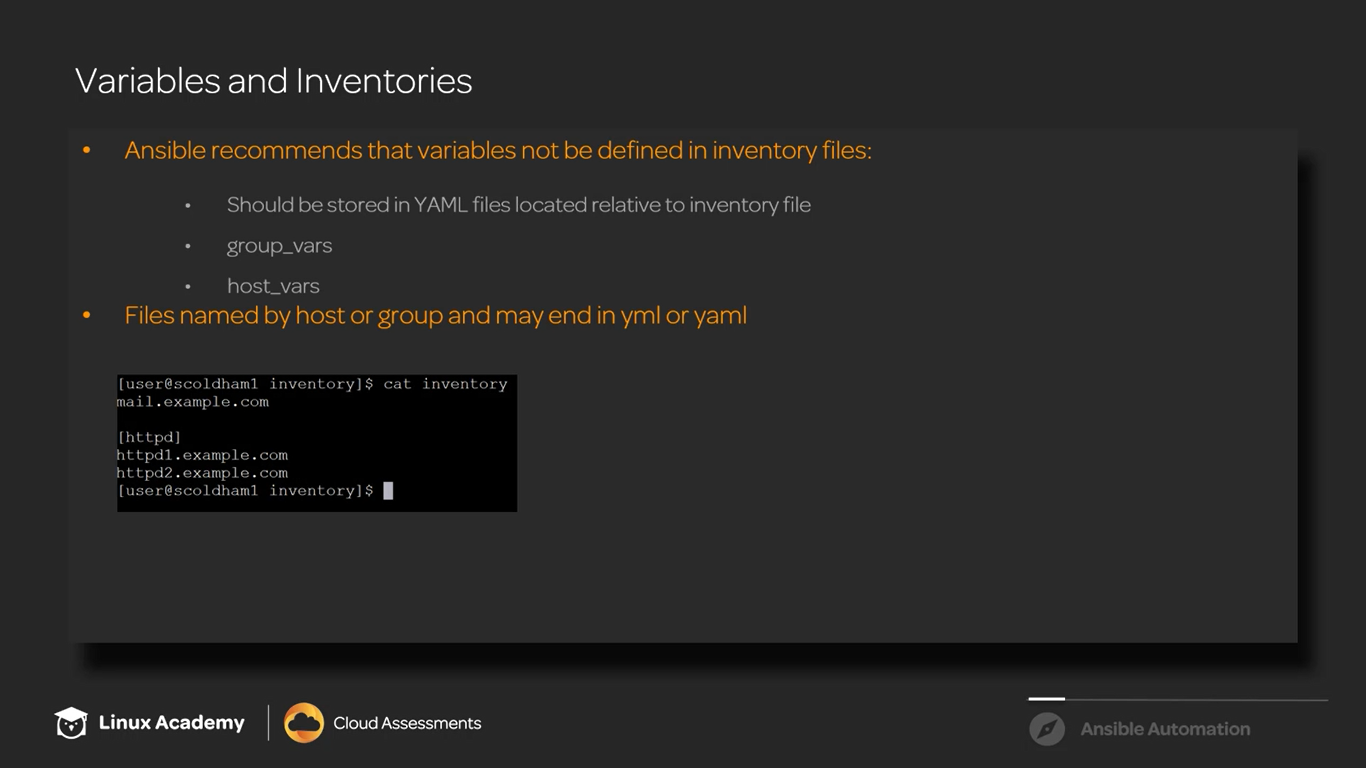 Variables and Inventories
• Ansible recommends that variables not be defined in inventory files:
• Should be stored in YAML files located relative to inventory file
• group_vars
• host_vars
• Files named by host or group and may end in yml or yaml
[user@scoldham1 inventory]$ cat inventory
mail.example.com
[httpd]
httpd1.example.com
httpd2.example.com
[user@scoldham1 inventory]$
Linux Academy
Cloud Assessments
Ansible Automation